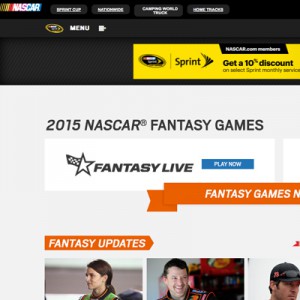 NASCAR
SPRINT CUP
NATIONWIDE
CAMPING WORLD TRUCK
HOME TRACKS
MENU
Sprint
NASCAR.com members
Get a 10% discount
on select Sprint monthly service
2015 NASCAR® FANTASY GAMES
FANTASY LIVE
PLAY NOW
FANTASY GAMES N
FANTASY UPDATES